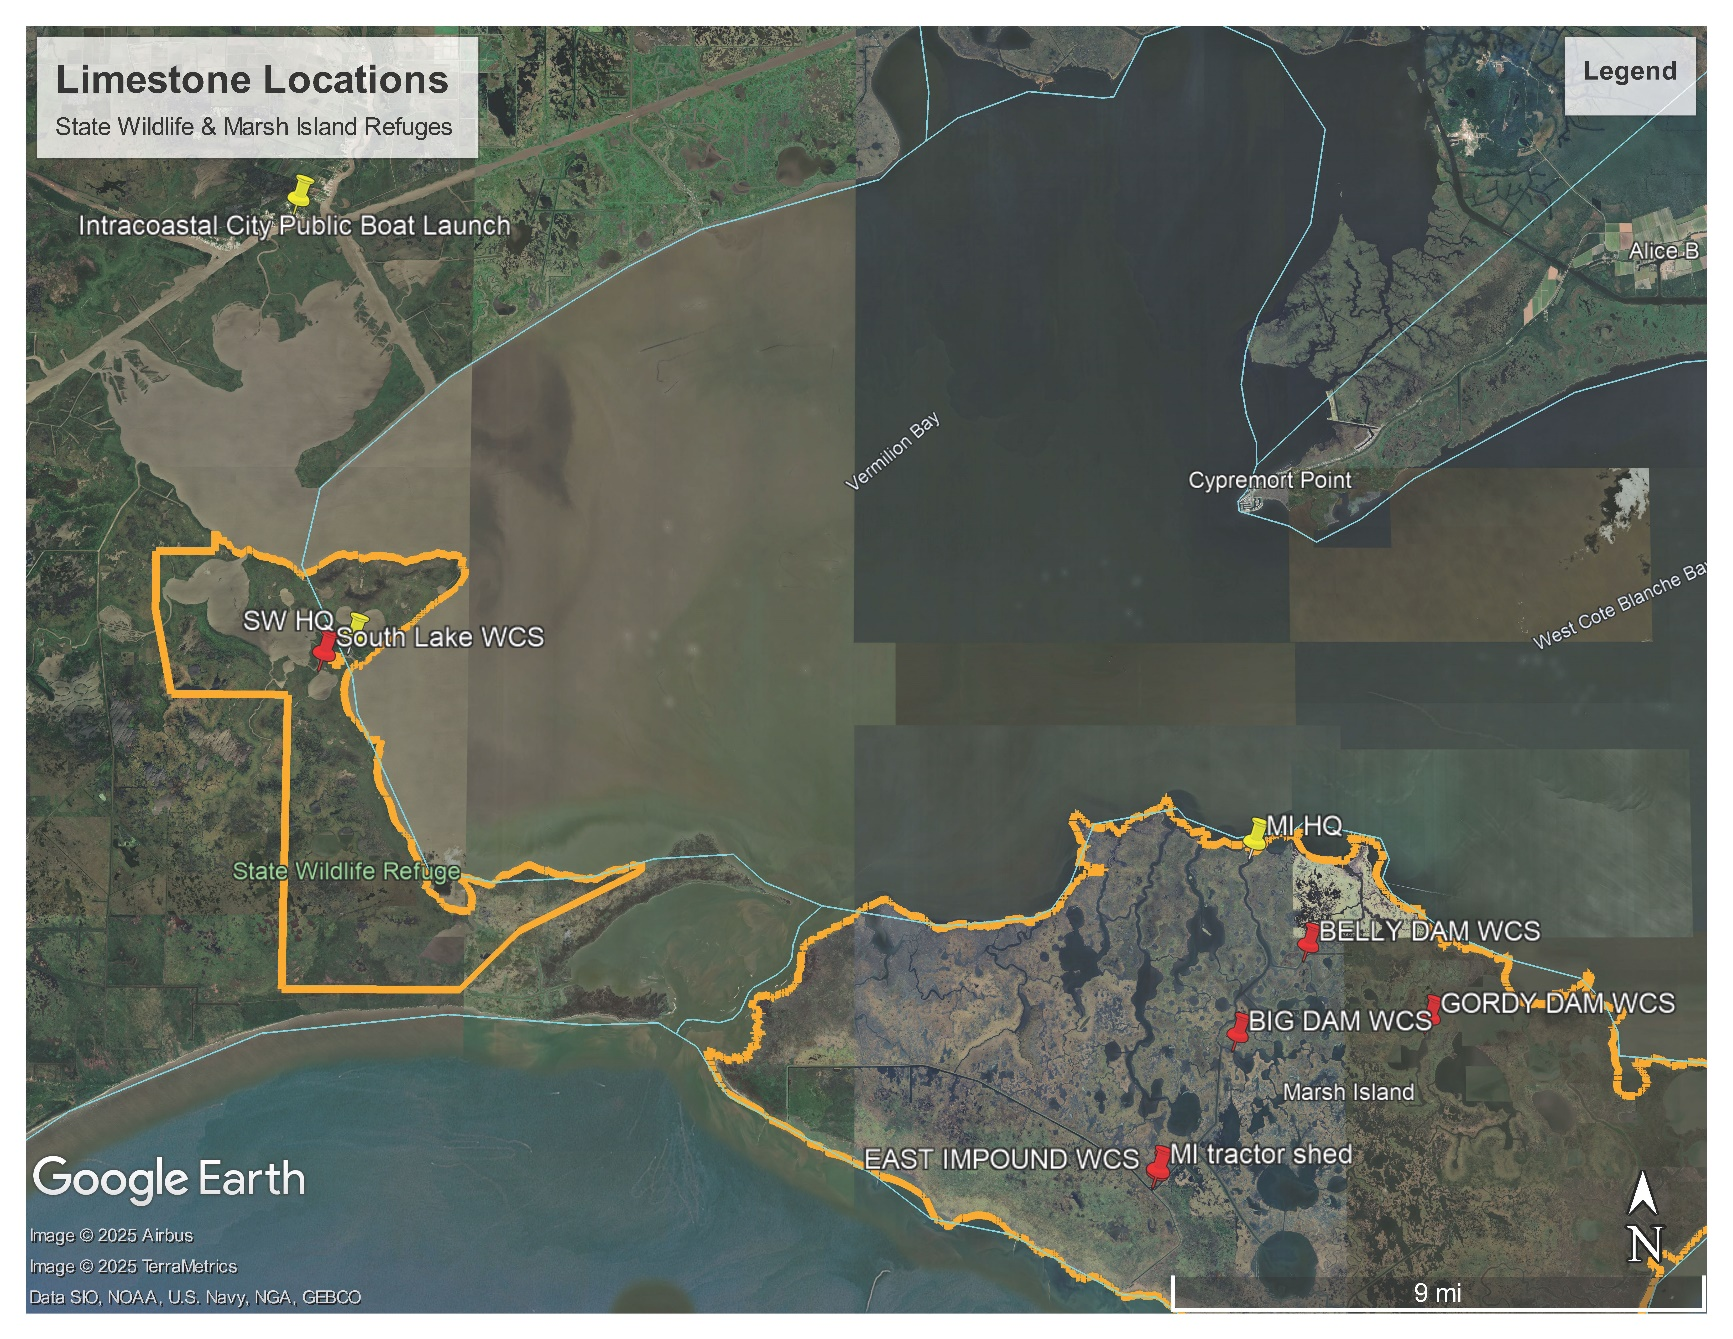 Limestone Locations
State Wildlife & Marsh Island Refuges
Legend
Intracoastal City Public Boat Launch
Alice B
Vermilion Bay
Cypremort Point
West Cote Blanche Ba
SW HQ
South Lake WCS
State Wildlife Refuge
MI HQ
BELLY DAM WCS
GORDY DAM WCS
BIG DAM WCS
Marsh Island
EAST IMPOUND WCS
MI tractor shed
Google Earth
Image © 2025 Airbus
Image © 2025 TerraMetrics
Data SIO, NOAA, U.S. Navy, NGA, GEBCO
N
9 mi